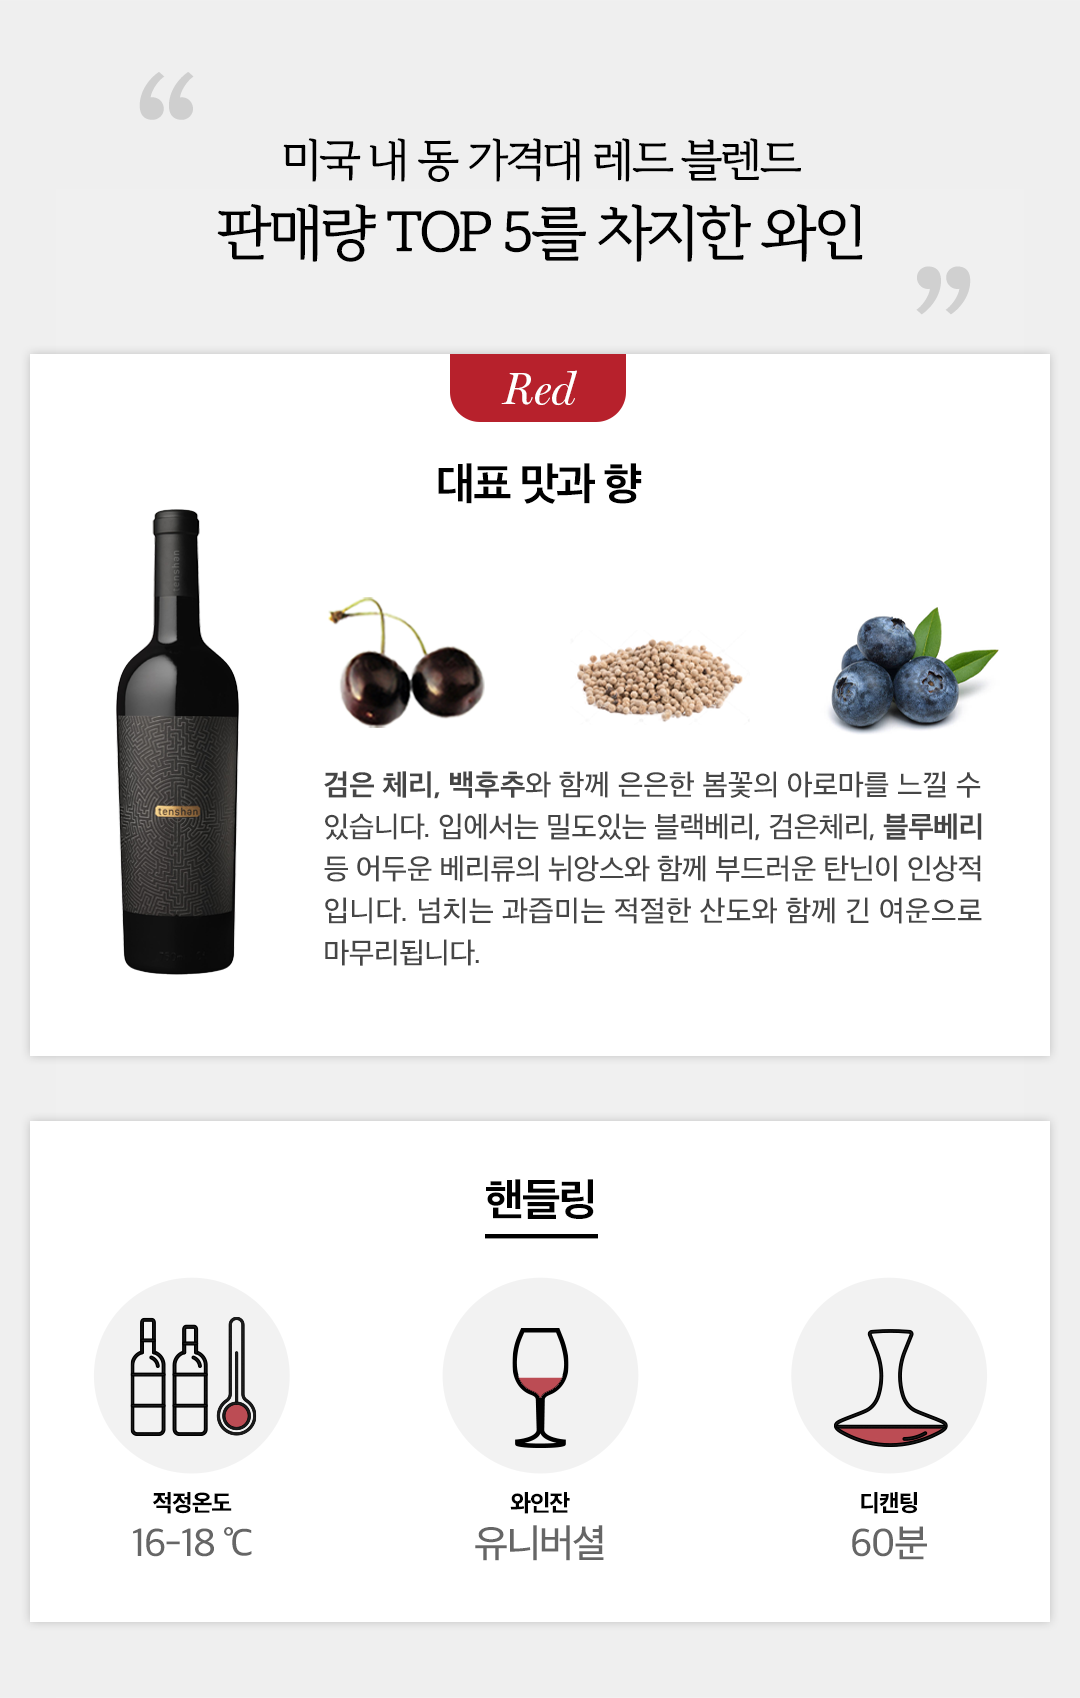 “
미국 내 동 가격대 레드 블렌드
판매량 TOP 5를 차지한 와인
”
Red
대표 맛과 향
tenshen
tenshen
검은 체리, 백후추와 함께 은은한 봄꽃의 아로마를 느낄 수
있습니다. 입에서는 밀도있는 블랙베리, 검은체리, 블루베리
등 어두운 베리류의 뉘앙스와 함께 부드러운 탄닌이 인상적
입니다. 넘치는 과즙미는 적절한 산도와 함께 긴 여운으로
마무리됩니다.
핸들링
적정온도
16-18 ℃
와인잔
유니버셜
디캔팅
60분